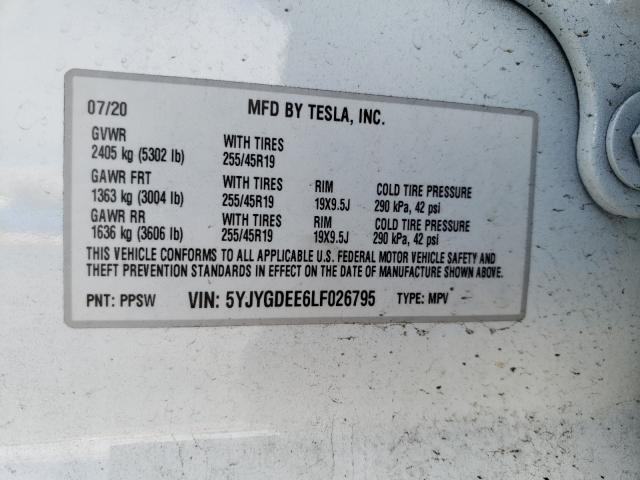 07/20 MFD BY TESLA, INC.
GVWR WITH TIRES
2405 kg (5302 lb) 255/45R19
GAWR FRT WITH TIRES RIM COLD TIRE PRESSURE
1363 kg (3004 lb) 255/45R19 19X9.5J 290 kPa, 42 psi
GAWR RR WITH TIRES RIM COLD TIRE PRESSURE
1636 kg (3606 lb) 255/45R19 19X9.5J 290 kPa, 42 psi
THIS VEHICLE CONFORMS TO ALL APPLICABLE U.S. FEDERAL MOTOR VEHICLE SAFETY AND
THEFT PREVENTION STANDARDS IN EFFECT ON THE DATE OF MANUFACTURE SHOWN ABOVE.
PNT: PPSW VIN: 5YJYGDEE6LF026795 TYPE: MPV